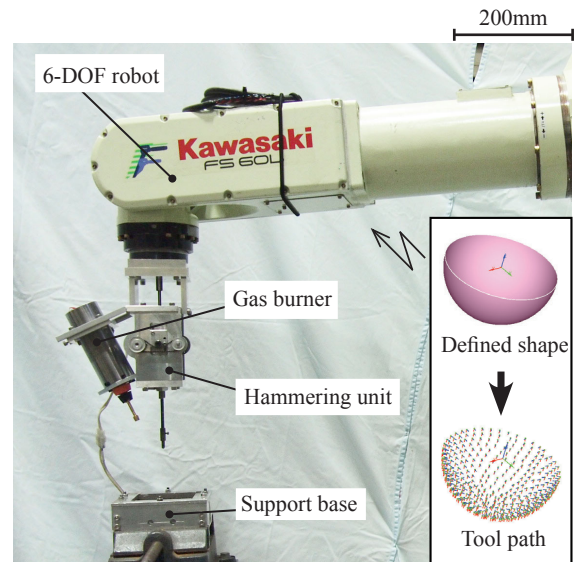 200mm
6-DOF robot
Kawasaki
FS 60L
Gas burner
Defined shape
Hammering unit
Support base
Tool path